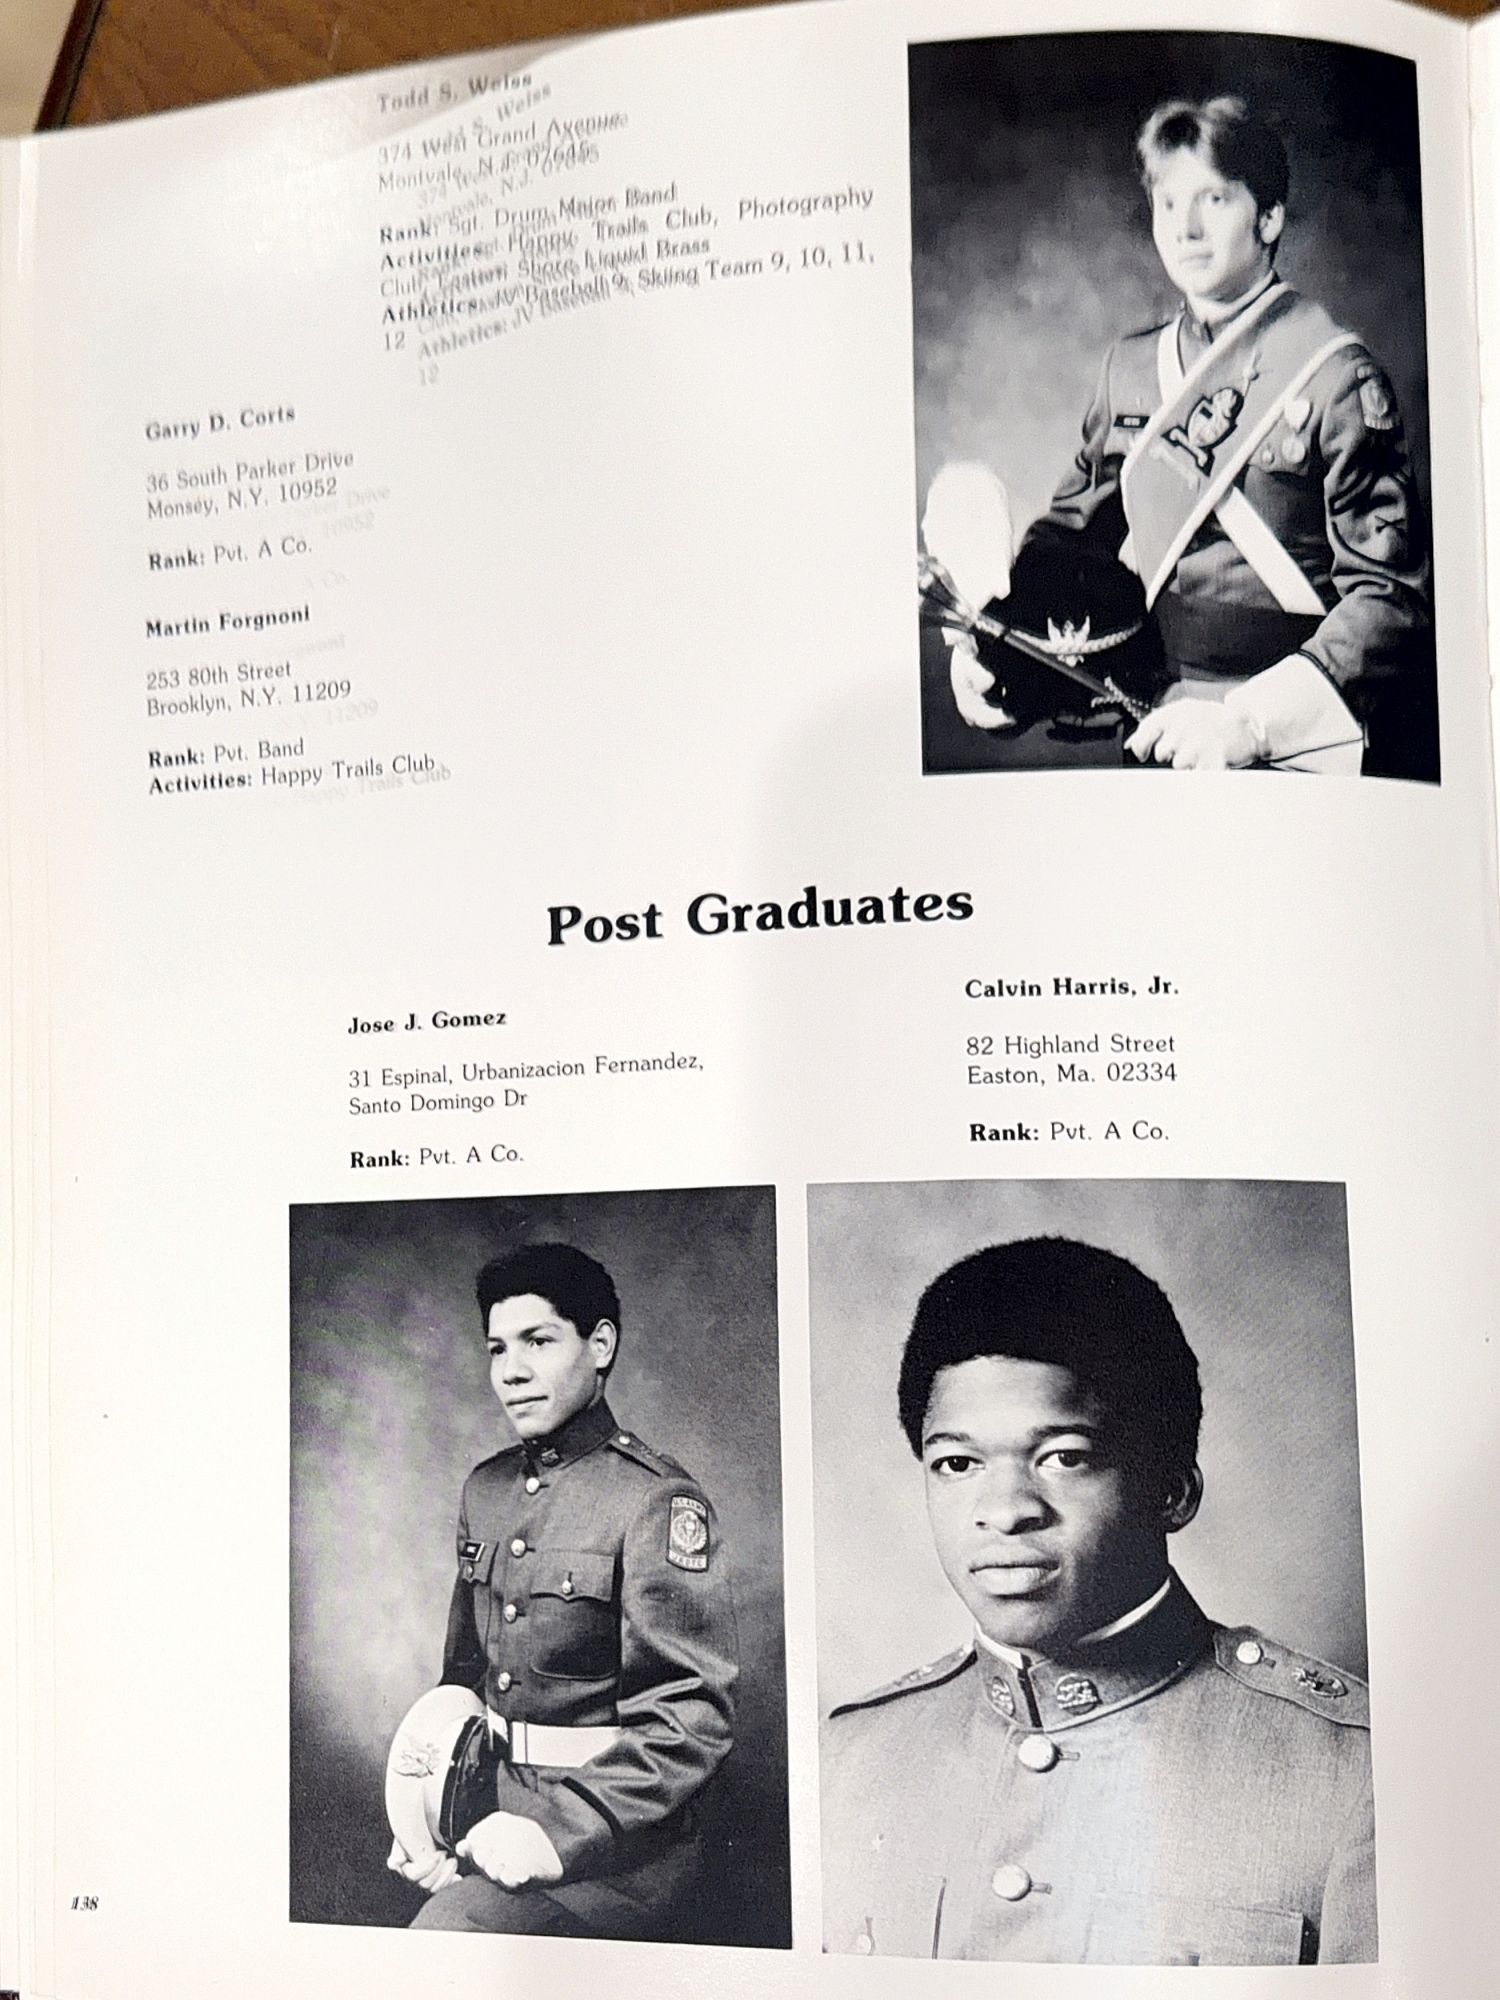 Todd S. Weiss
374 West Grand Avenue
Montvale, N.J. 07645
Rank: Sgt. Drum Major Band
Activities: Happy Trails Club, Photography
Club, Eastern Shore Liquid Brass
Athletics: JV Baseball 9, Skiing Team 9, 10, 11,
12
Garry D. Corts
36 South Parker Drive
Monsey, N.Y. 10952
Rank: Pvt. A Co.
Martin Forgnoni
253 80th Street
Brooklyn, N.Y. 11209
Rank: Pvt. Band
Activities: Happy Trails Club
Post Graduates
Jose J. Gomez
31 Espinal, Urbanizacion Fernandez,
Santo Domingo Dr
Rank: Pvt. A Co.
Calvin Harris, Jr.
82 Highland Street
Easton, Ma. 02334
Rank: Pvt. A Co.
U.S. ARMY
138